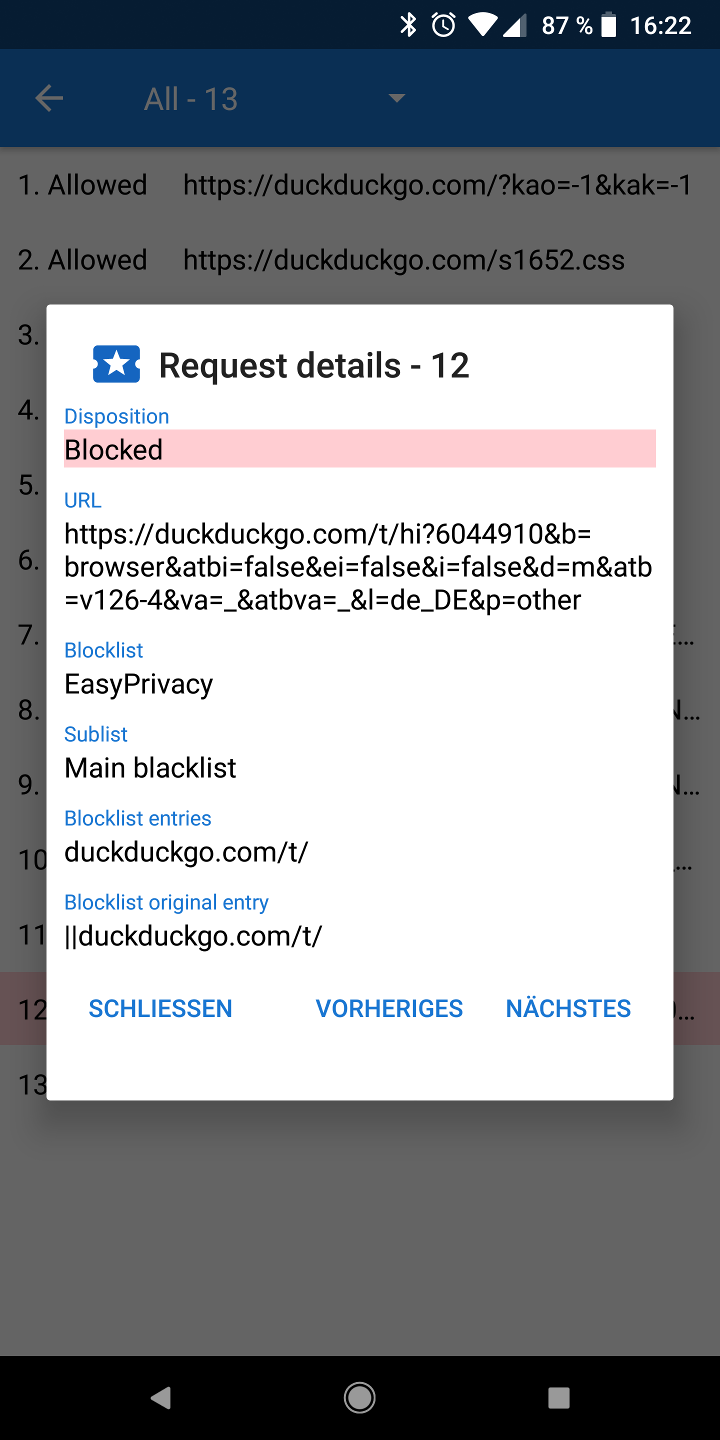 87 % 16:22
All - 13
1. Allowed https://duckduckgo.com/?kao=-1&kak=-1
2. Allowed https://duckduckgo.com/s1652.css
3.
4.
5.
6.
7.
8.
9.
10
11
12
13
Request details - 12
Disposition
Blocked
URL
https://duckduckgo.com/t/hi?6044910&b=
browser&atbi=false&ei=false&i=false&d=m&atb
=v126-4&va=_&atbva=_&l=de_DE&p=other
Blocklist
EasyPrivacy
Sublist
Main blacklist
Blocklist entries
duckduckgo.com/t/
Blocklist original entry
||duckduckgo.com/t/
SCHLIESSEN VORHERIGES NÄCHSTES